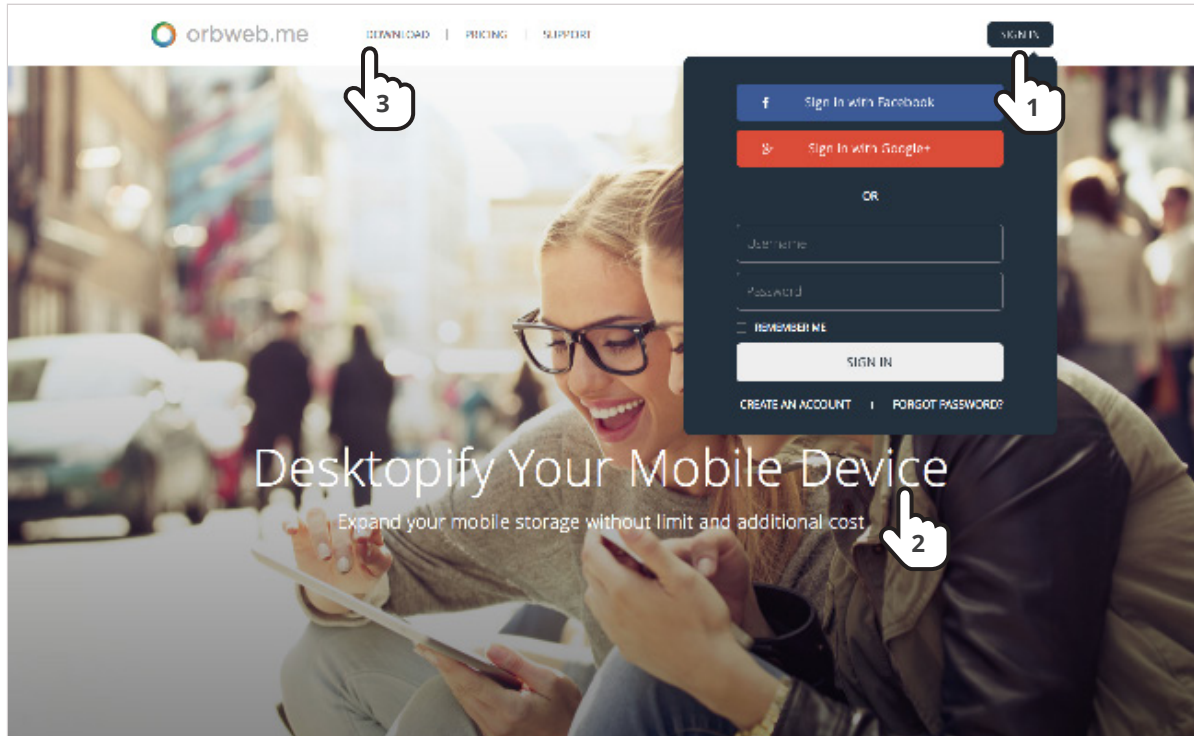 orbweb.me DOWNLOAD | PRICING | SUPPORT SIGN IN
3
1
f Sign in with Facebook
g+ Sign in with Google+
OR
Username
Password
REMEMBER ME
SIGN IN
CREATE AN ACCOUNT | FORGOT PASSWORD?
Desktopify Your Mobile Device
Expand your mobile storage without limit and additional cost
2